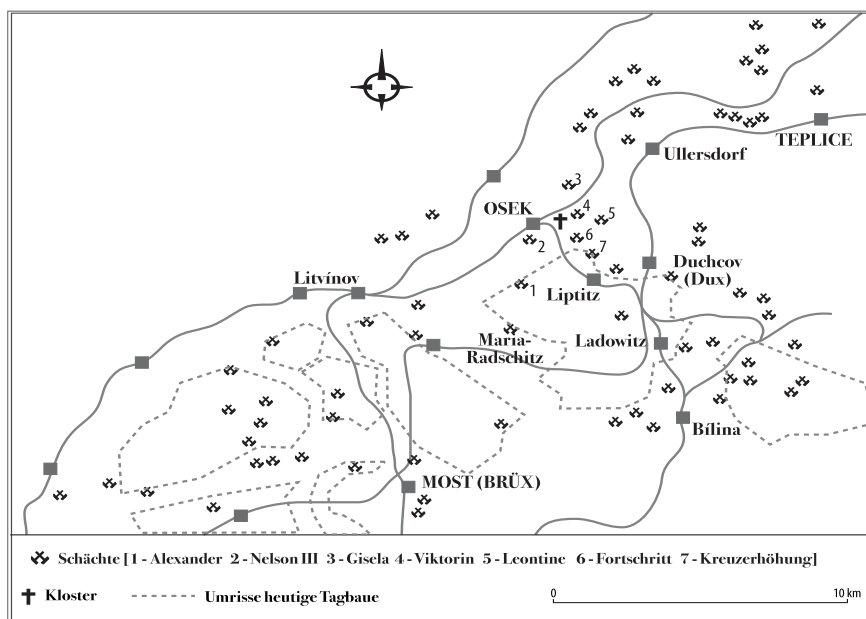 TEPLICE
Ullersdorf
3
OSEK
4
5
2
6
7
Duchcov
(Dux)
Litvínov
1
Liptitz
Maria-
Radschitz
Ladowitz
Bílina
MOST (BRÜX)
Schächte [1 - Alexander 2 - Nelson III 3 - Gisela 4 - Viktorin 5 - Leontine 6 - Fortschritt 7 - Kreuzerhöhung]
Kloster
Umrisse heutige Tagbaue
0
10 km